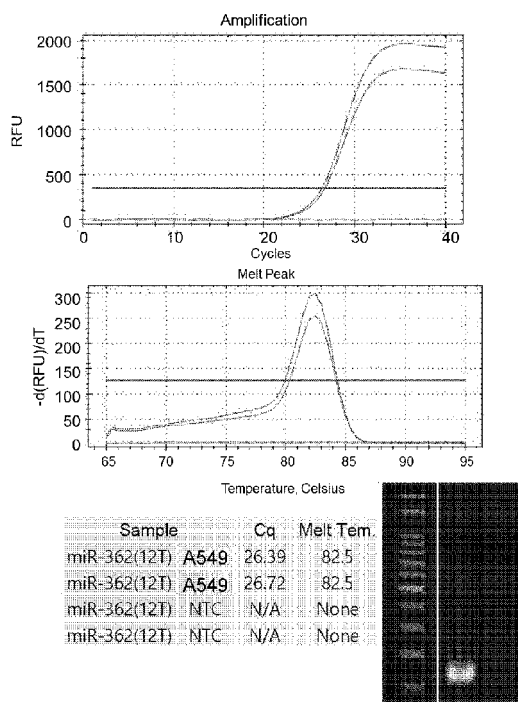 Amplification
2000
1500
1000
500
0
RFU
0 10 20 30 40
Cycles
Melt Peak
300
250
200
150
100
50
0
-d(RFU)/dT
65 70 75 80 85 90 95
Temperature, Celsius
Sample Cq Melt Tem.
miR-362(12T) A549 26.39 82.5
miR-362(12T) A549 26.72 82.5
miR-362(12T) NTC N/A None
miR-362(12T) NTC N/A None